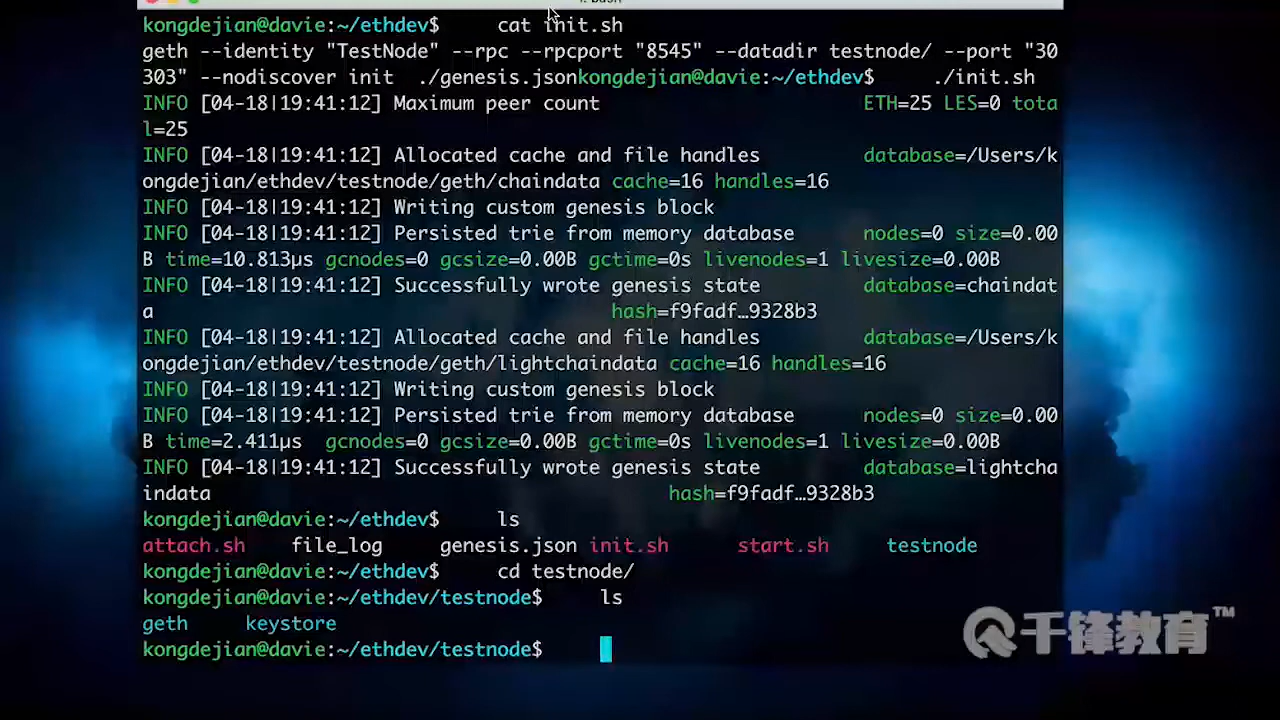 kongdejian@davie:~/ethdev$ cat init.sh
geth --identity "TestNode" --rpc --rpcport "8545" --datadir testnode/ --port "30
303" --nodiscover init ./genesis.jsonkongdejian@davie:~/ethdev$ ./init.sh
INFO [04-18|19:41:12] Maximum peer count ETH=25 LES=0 tota
l=25
INFO [04-18|19:41:12] Allocated cache and file handles database=/Users/k
ongdejian/ethdev/testnode/geth/chaindata cache=16 handles=16
INFO [04-18|19:41:12] Writing custom genesis block
INFO [04-18|19:41:12] Persisted trie from memory database nodes=0 size=0.00
B time=10.813µs gcnodes=0 gcsize=0.00B gctime=0s livenodes=1 livesize=0.00B
INFO [04-18|19:41:12] Successfully wrote genesis state database=chaindat
a hash=f9fadf…9328b3
INFO [04-18|19:41:12] Allocated cache and file handles database=/Users/k
ongdejian/ethdev/testnode/geth/lightchaindata cache=16 handles=16
INFO [04-18|19:41:12] Writing custom genesis block
INFO [04-18|19:41:12] Persisted trie from memory database nodes=0 size=0.00
B time=2.411µs gcnodes=0 gcsize=0.00B gctime=0s livenodes=1 livesize=0.00B
INFO [04-18|19:41:12] Successfully wrote genesis state database=lightcha
indata hash=f9fadf…9328b3
kongdejian@davie:~/ethdev$ ls
attach.sh file_log genesis.json init.sh start.sh testnode
kongdejian@davie:~/ethdev$ cd testnode/
kongdejian@davie:~/ethdev/testnode$ ls
geth keystore
kongdejian@davie:~/ethdev/testnode$
千锋教育™